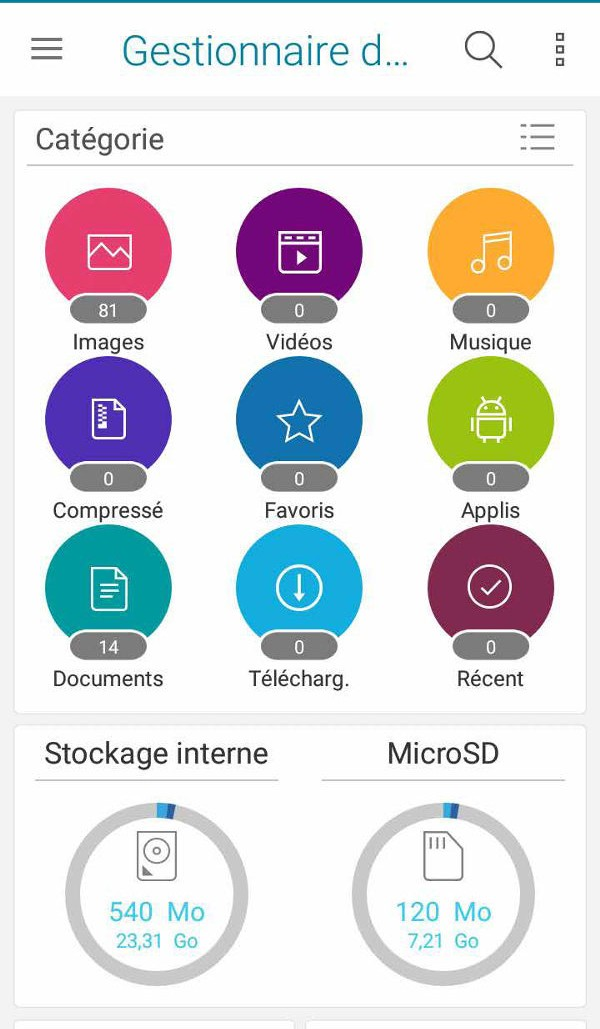 Gestionnaire d...
Catégorie
81 0 0
Images Vidéos Musique
0 0 0
Compressé Favoris Applis
14 0 0
Documents Télécharg. Récent
Stockage interne MicroSD
540 Mo 120 Mo
23,31 Go 7,21 Go